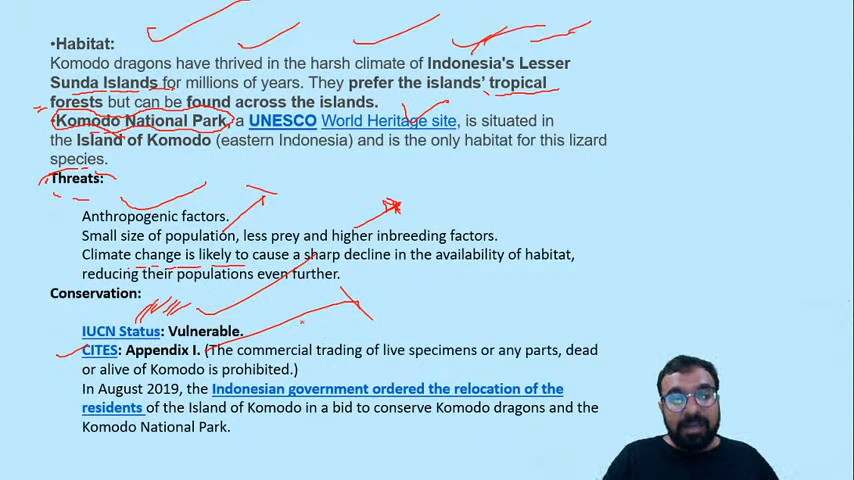 •Habitat:
Komodo dragons have thrived in the harsh climate of Indonesia's Lesser
Sunda Islands for millions of years. They prefer the islands’ tropical
forests but can be found across the islands.
•Komodo National Park, a UNESCO World Heritage site, is situated in
the Island of Komodo (eastern Indonesia) and is the only habitat for this lizard
species.
Threats:
Anthropogenic factors.
Small size of population, less prey and higher inbreeding factors.
Climate change is likely to cause a sharp decline in the availability of habitat,
reducing their populations even further.
Conservation:
IUCN Status: Vulnerable.
CITES: Appendix I. (The commercial trading of live specimens or any parts, dead
or alive of Komodo is prohibited.)
In August 2019, the Indonesian government ordered the relocation of the
residents of the Island of Komodo in a bid to conserve Komodo dragons and the
Komodo National Park.